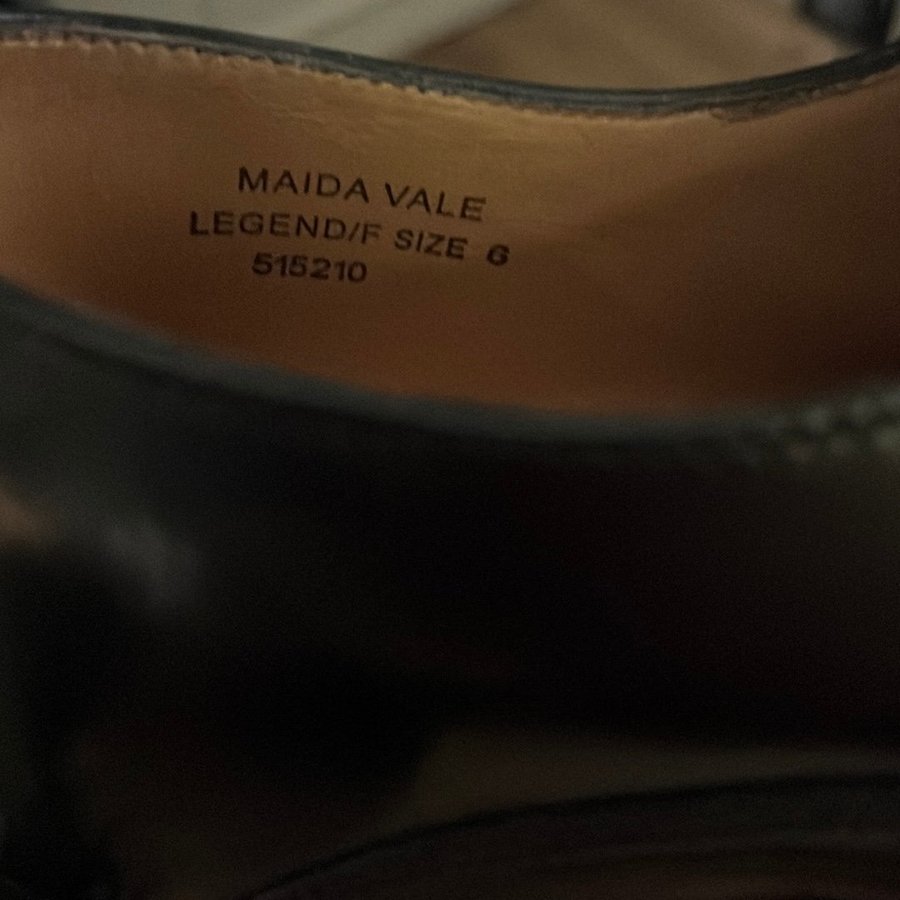 MAIDA VALE
LEGEND/F SIZE 6
515210